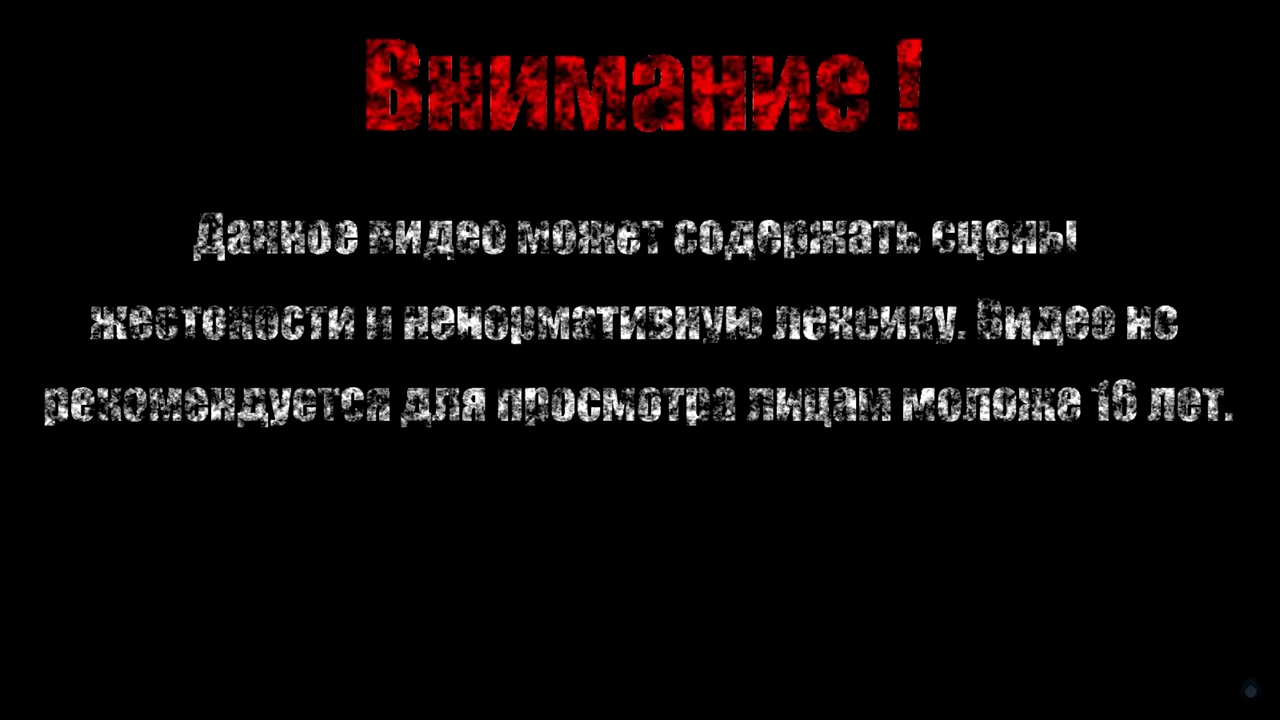 Внимание !
Данное видео может содержать сцены
жестокости и ненормативную лексику. Видео не
рекомендуется для просмотра лицам моложе 16 лет.